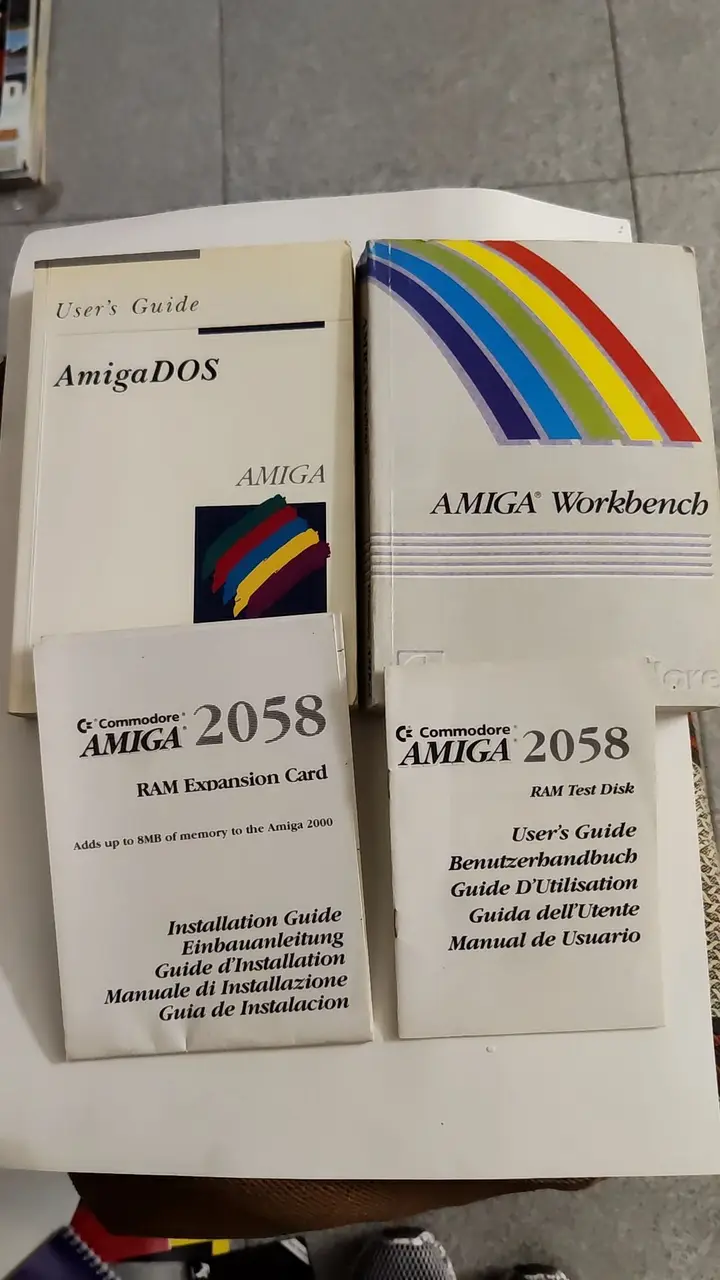 User's Guide
AmigaDOS
AMIGA
AMIGA® Workbench
Commodore®
AMIGA® 2058
RAM Expansion Card
Adds up to 8MB of memory to the Amiga 2000
Installation Guide
Einbauanleitung
Guide d'Installation
Manuale di Installazione
Guia de Instalacion
Commodore®
AMIGA® 2058
RAM Test Disk
User's Guide
Benutzerhandbuch
Guide D'Utilisation
Guida dell'Utente
Manual de Usuario